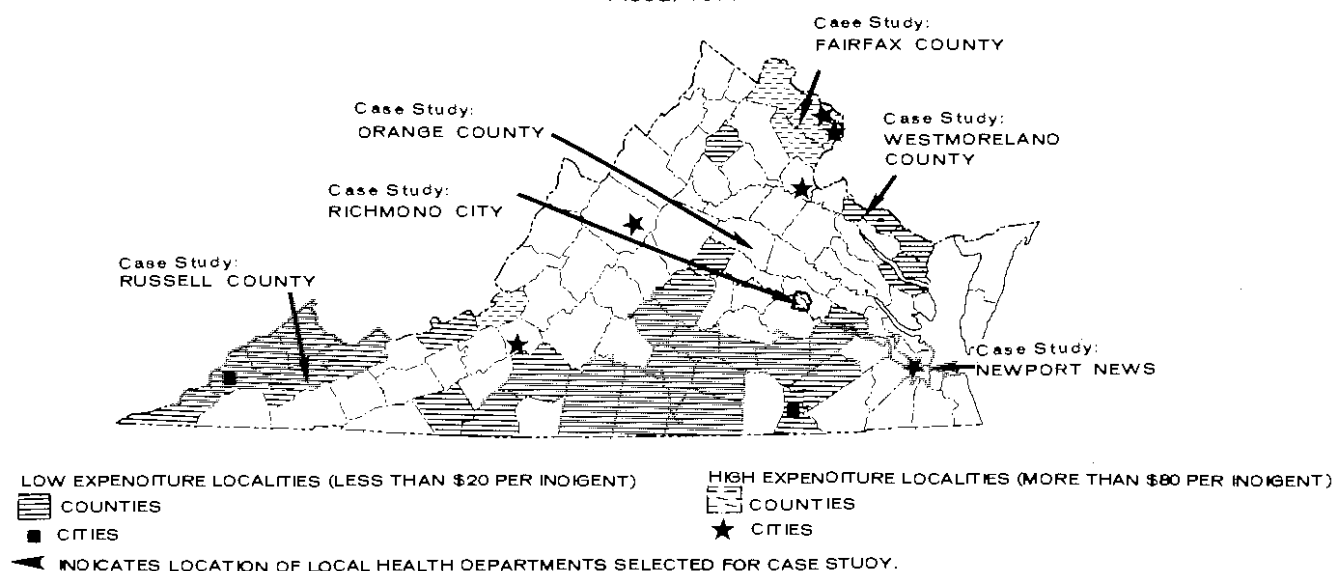 Case Study:
FAIRFAX COUNTY
Case Study:
ORANGE COUNTY
Case Study:
WESTMORELANO
COUNTY
Case Study:
RICHMONO CITY
Case Study:
RUSSELL COUNTY
Case Study:
NEWPORT NEWS
LOW EXPENOITURE LOCALITIES (LESS THAN $20 PER INOIGENT)
COUNTIES
CITIES
HIGH EXPENOITURE LOCALITIES (MORE THAN $80 PER INOIGENT)
COUNTIES
CITIES
INOICATES LOCATION OF LOCAL HEALTH OEPARTMENTS SELECTEO FOR CASE STUOY.